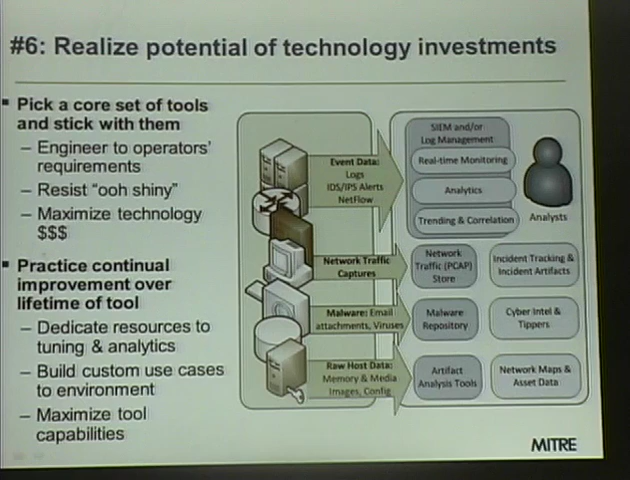 #6: Realize potential of technology investments
Pick a core set of tools
and stick with them
– Engineer to operators'
requirements
– Resist "ooh shiny"
– Maximize technology
$$$
Practice continual
improvement over
lifetime of tool
– Dedicate resources to
tuning & analytics
– Build custom use cases
to environment
– Maximize tool
capabilities
Event Data:
Logs
IDS/IPS Alerts
NetFlow
Network Traffic
Captures
Malware: Email
attachments, Viruses
Raw Host Data:
Memory & Media
Images, Config
SIEM and/or
Log Management
Real-time Monitoring
Analytics
Trending & Correlation
Analysts
Network
Traffic (PCAP)
Store
Incident Tracking &
Incident Artifacts
Malware
Repository
Cyber Intel &
Tippers
Artifact
Analysis Tools
Network Maps &
Asset Data
MITRE